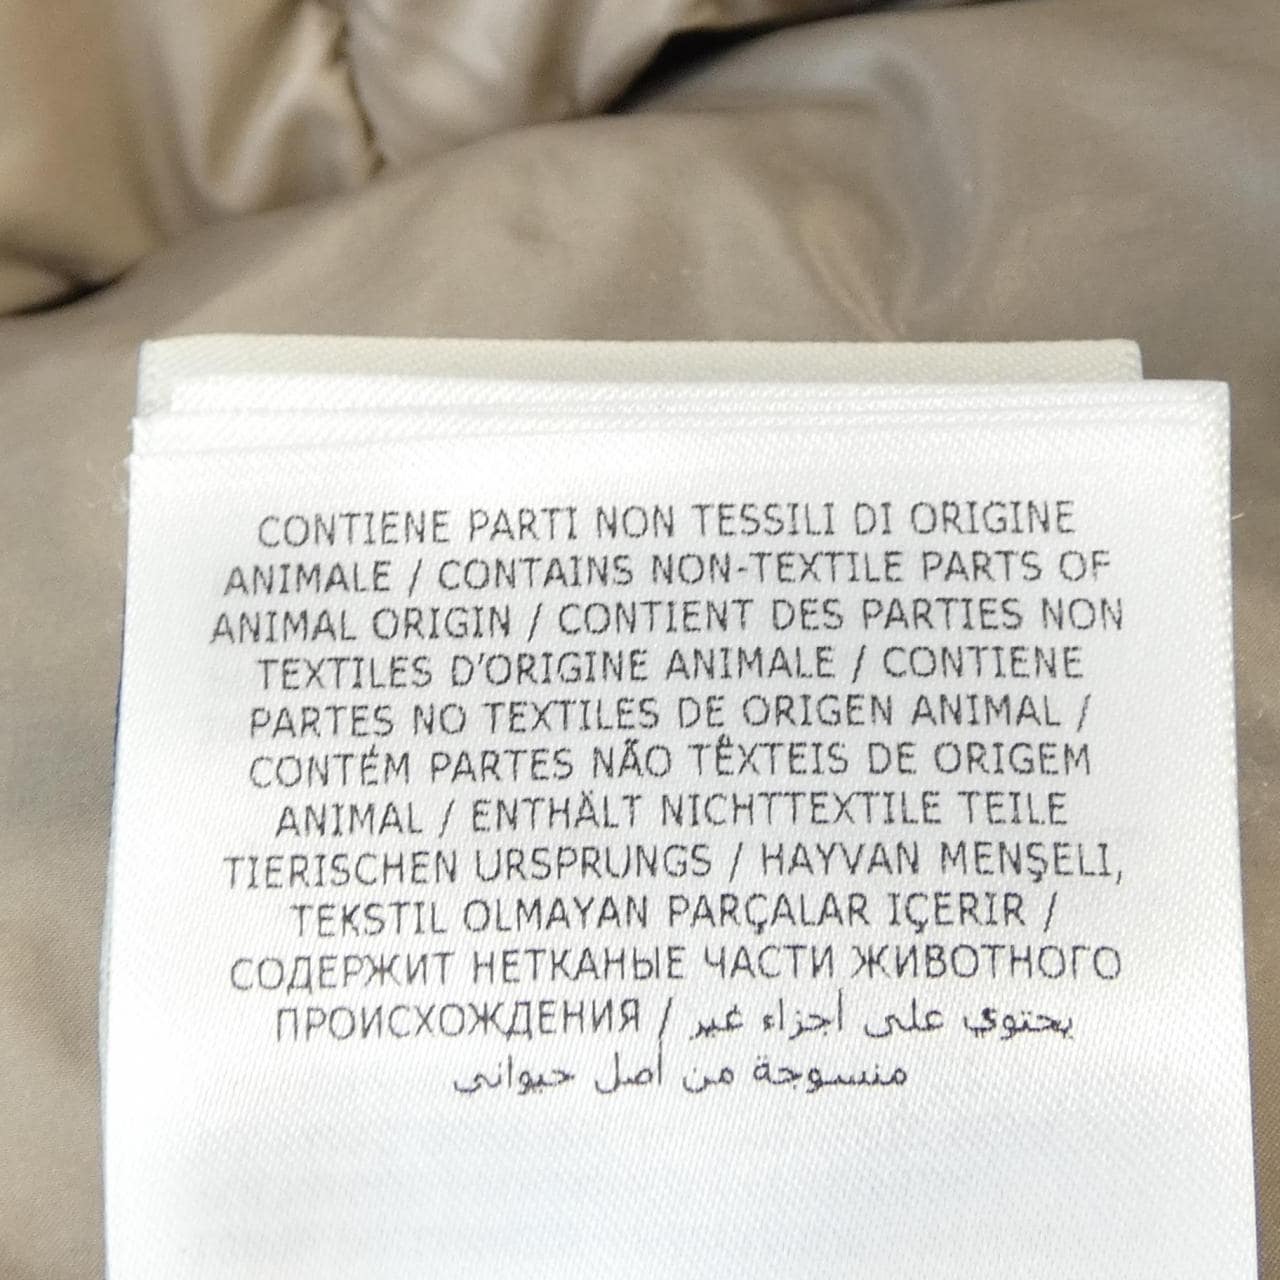 CONTIENE PARTI NON TESSILI DI ORIGINE
ANIMALE / CONTAINS NON-TEXTILE PARTS OF
ANIMAL ORIGIN / CONTIENT DES PARTIES NON
TEXTILES D'ORIGINE ANIMALE / CONTIENE
PARTES NO TEXTILES DE ORIGEN ANIMAL /
CONTÉM PARTES NÃO TÊXTEIS DE ORIGEM
ANIMAL / ENTHÄLT NICHTTEXTILE TEILE
TIERISCHEN URSPRUNGS / HAYVAN MENŞELI,
TEKSTIL OLMAYAN PARÇALAR IÇERIR /
СОДЕРЖИТ НЕТКАНЫЕ ЧАСТИ ЖИВОТНОГО
ПРОИСХОЖДЕНИЯ / يحتوي على أجزاء غير
منسوجة من أصل حيواني